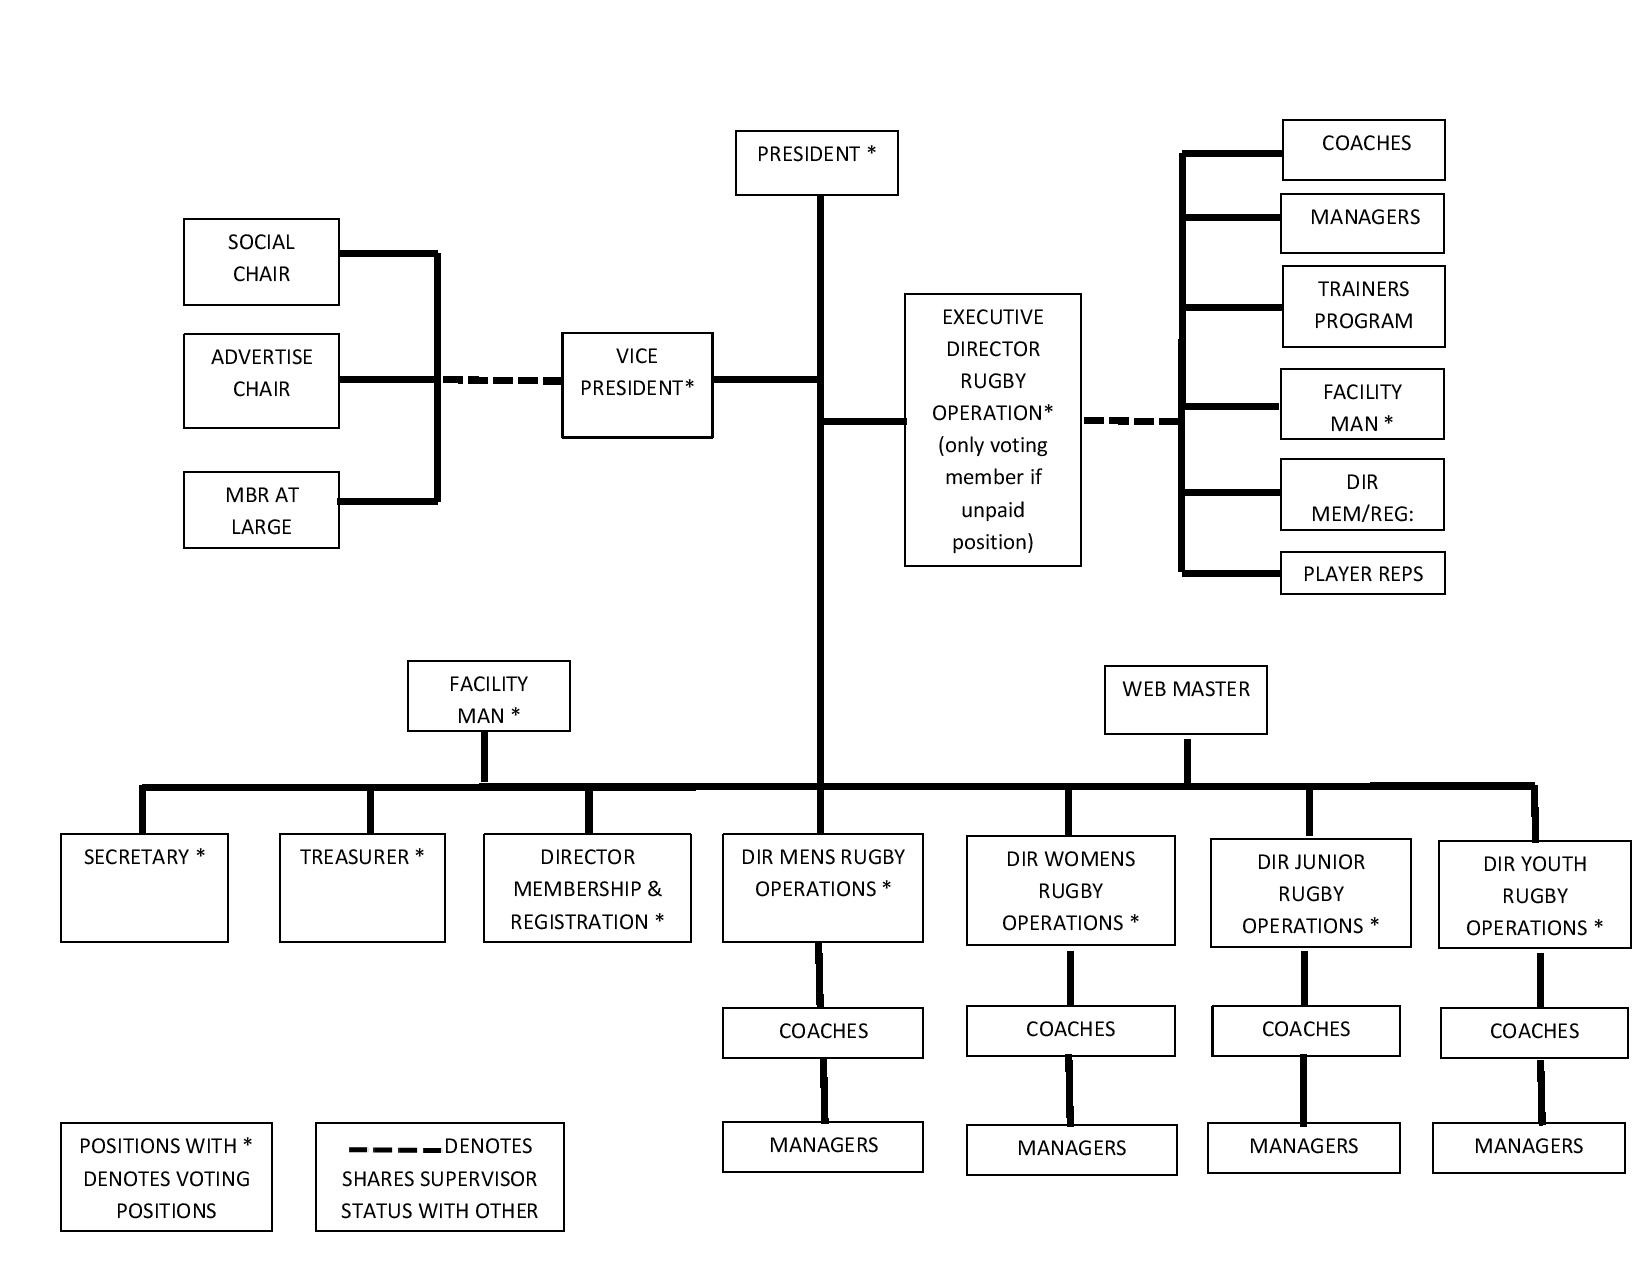 PRESIDENT *
SOCIAL
CHAIR
ADVERTISE
CHAIR
MBR AT
LARGE
VICE
PRESIDENT*
EXECUTIVE
DIRECTOR
RUGBY
OPERATION*
(only voting
member if
unpaid
position)
COACHES
MANAGERS
TRAINERS
PROGRAM
FACILITY
MAN *
DIR
MEM/REG:
PLAYER REPS
FACILITY
MAN *
WEB MASTER
SECRETARY *
TREASURER *
DIRECTOR
MEMBERSHIP &
REGISTRATION *
DIR MENS RUGBY
OPERATIONS *
DIR WOMENS
RUGBY
OPERATIONS *
DIR JUNIOR
RUGBY
OPERATIONS *
DIR YOUTH
RUGBY
OPERATIONS *
COACHES
COACHES
COACHES
COACHES
MANAGERS
MANAGERS
MANAGERS
MANAGERS
POSITIONS WITH *
DENOTES VOTING
POSITIONS
DENOTES
SHARES SUPERVISOR
STATUS WITH OTHER